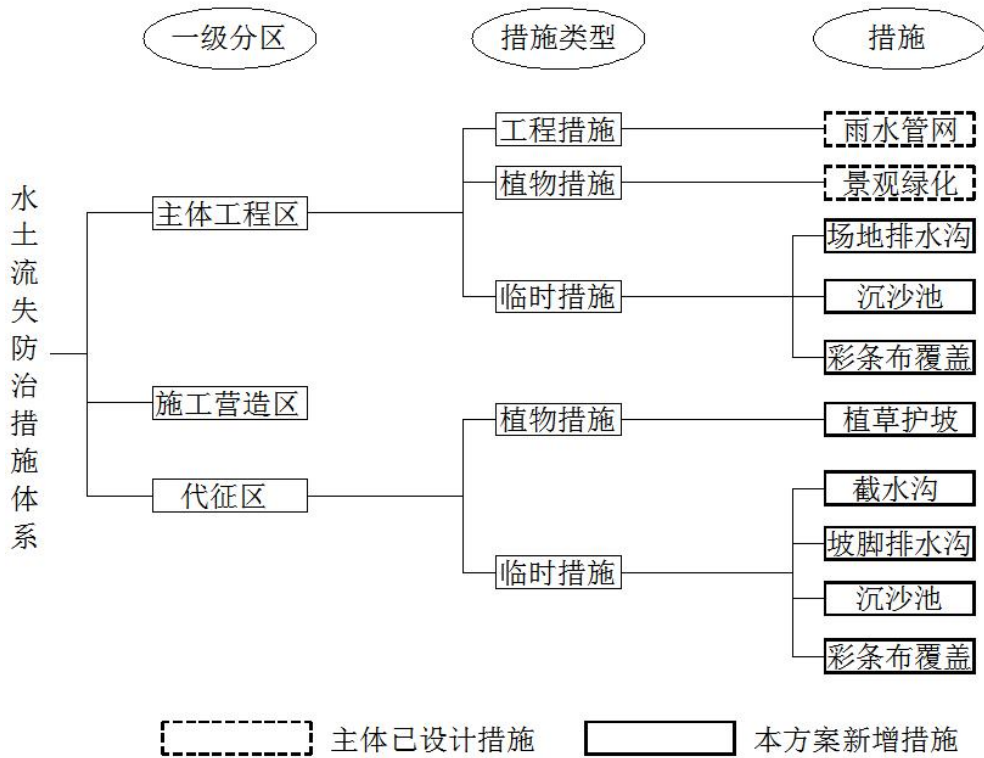 一级分区
措施类型
措施
水土流失防治措施体系
主体工程区
工程措施
雨水管网
植物措施
景观绿化
临时措施
场地排水沟
沉沙池
彩条布覆盖
施工营造区
代征区
植物措施
植草护坡
临时措施
截水沟
坡脚排水沟
沉沙池
彩条布覆盖
主体已设计措施
本方案新增措施